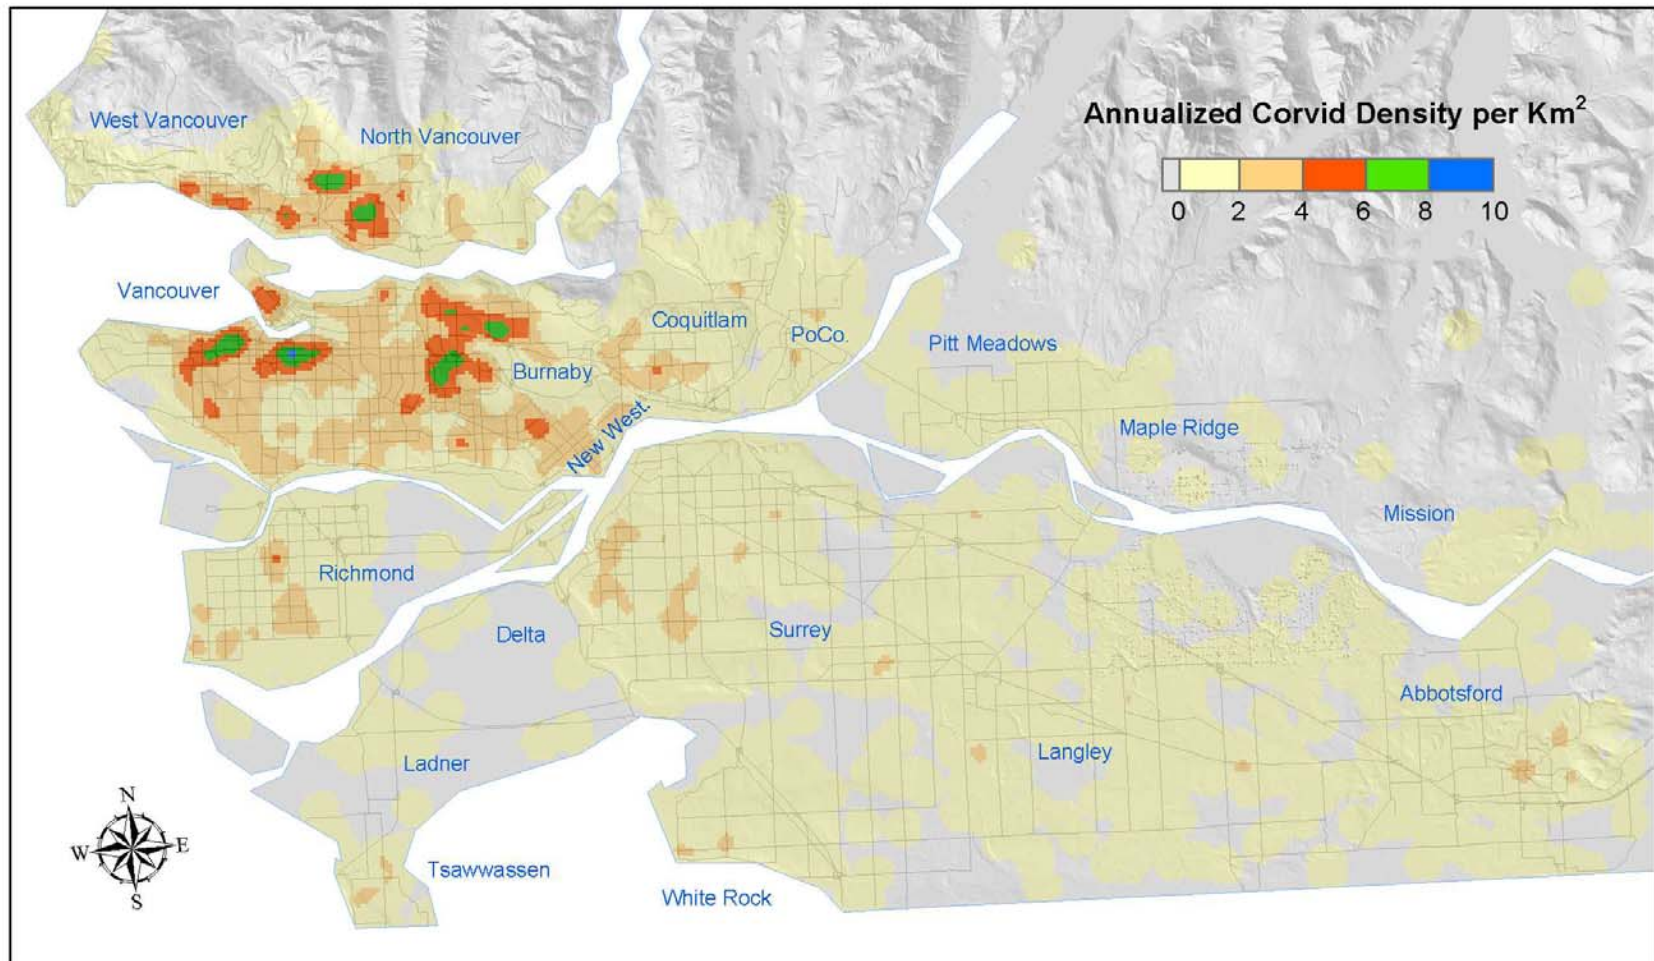 Annualized Corvid Density per Km²
0 2 4 6 8 10
West Vancouver
North Vancouver
Vancouver
Coquitlam
PoCo.
Pitt Meadows
Burnaby
New West.
Maple Ridge
Mission
Richmond
Delta
Surrey
Abbotsford
Langley
Ladner
Tsawwassen
White Rock
N
W E
S